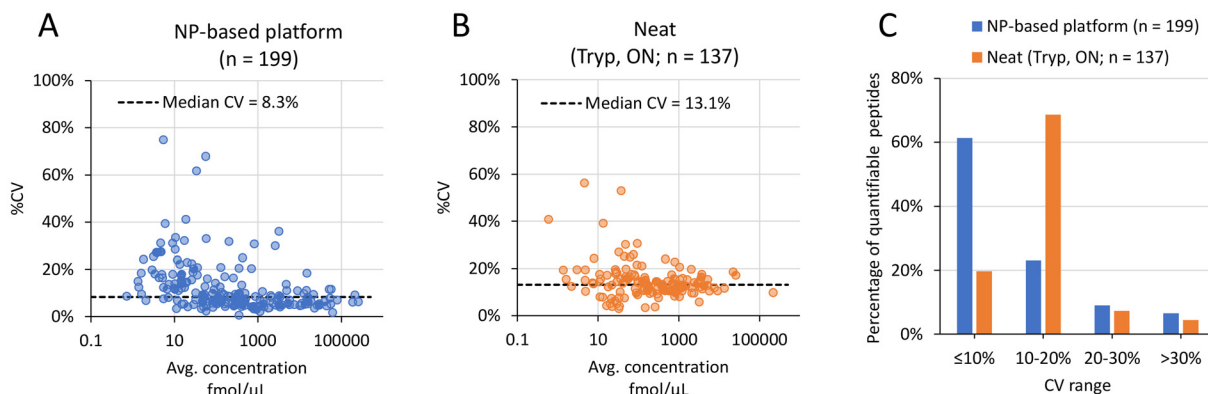 A
NP-based platform
(n = 199)
100%
80%
60%
40%
20%
0%
%CV
Median CV = 8.3%
0.1
10
1000
100000
Avg. concentration
fmol/µL
B
Neat
(Tryp, ON; n = 137)
100%
80%
60%
40%
20%
0%
%CV
Median CV = 13.1%
0.1
10
1000
100000
Avg. concentration
fmol/µL
C
NP-based platform (n = 199)
Neat (Tryp, ON; n = 137)
80%
60%
40%
20%
0%
Percentage of quantifiable peptides
≤10%
10-20%
20-30%
>30%
CV range